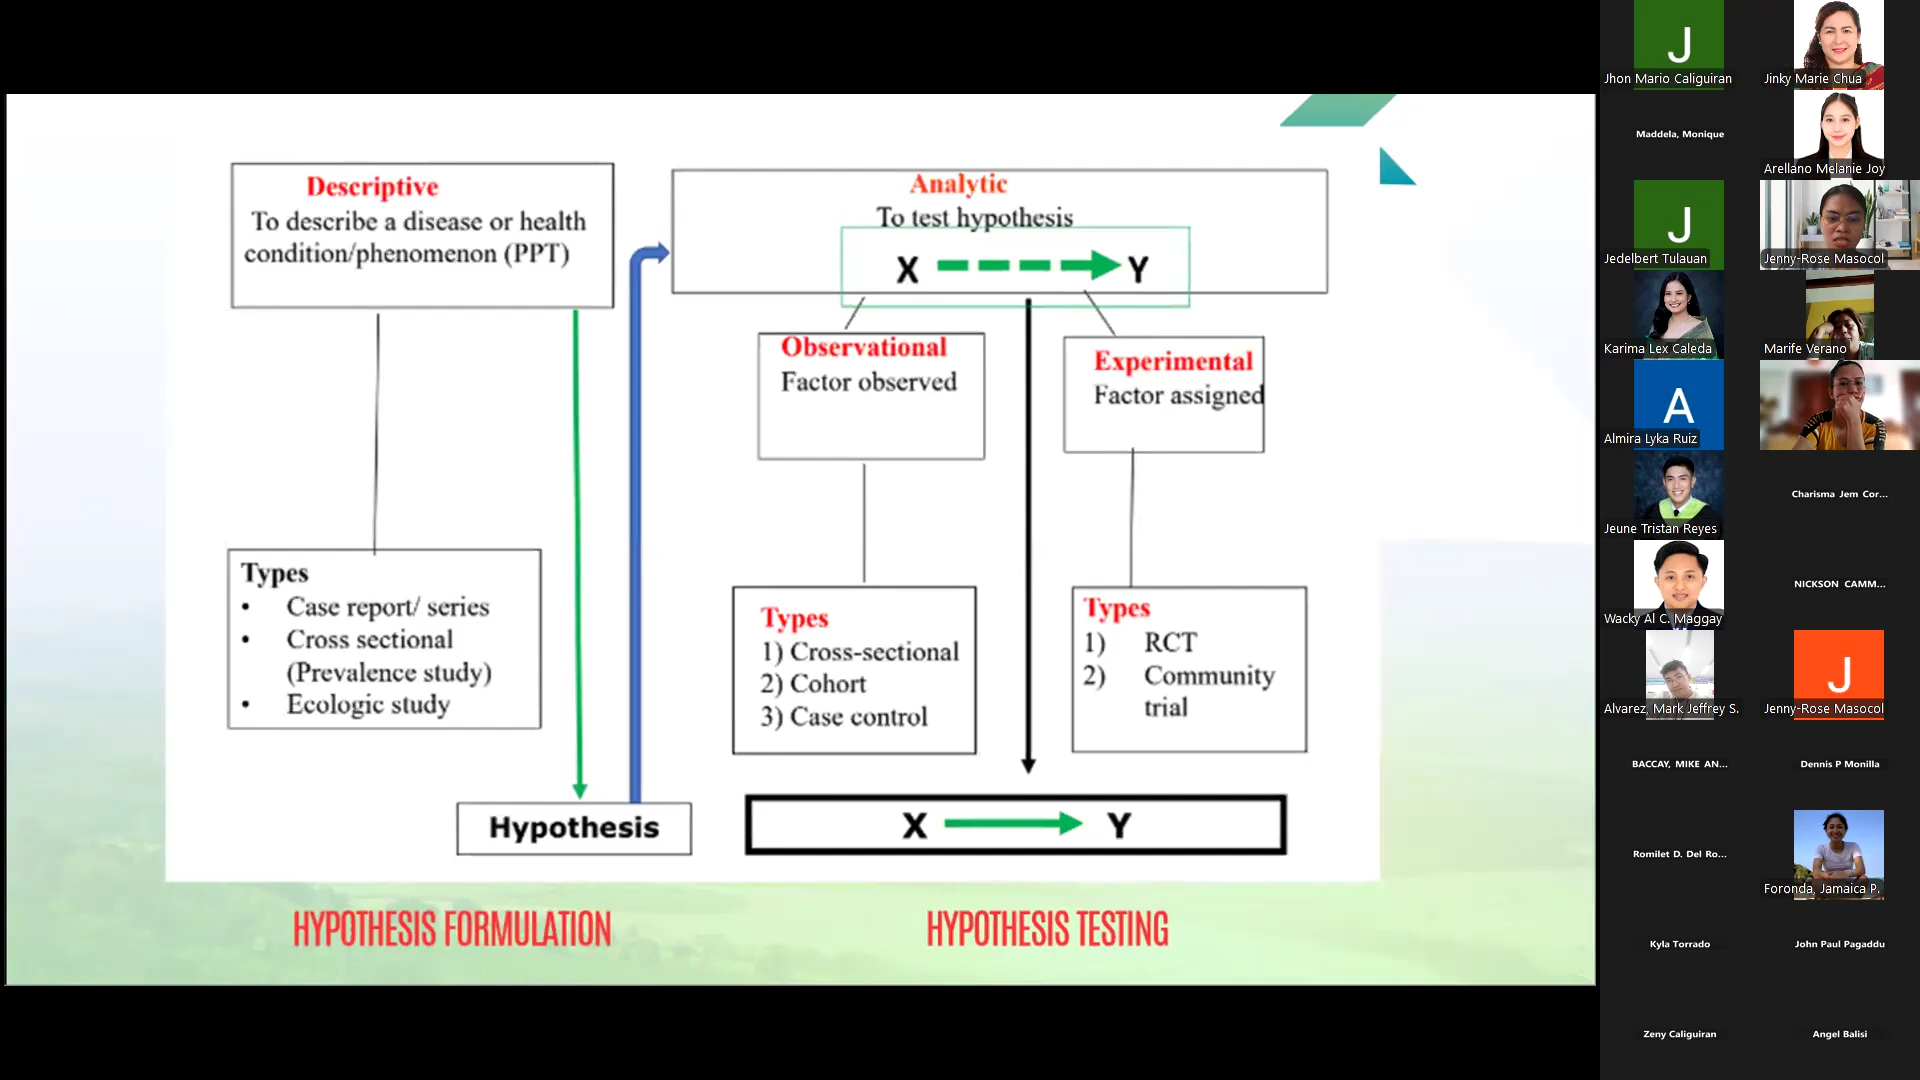 Descriptive
To describe a disease or health
condition/phenomenon (PPT)
Analytic
To test hypothesis
X Y
Observational
Factor observed
Experimental
Factor assigned
Types
• Case report/ series
• Cross sectional
(Prevalence study)
• Ecologic study
Types
1) Cross-sectional
2) Cohort
3) Case control
Types
1) RCT
2) Community
trial
Hypothesis
X Y
HYPOTHESIS FORMULATION
HYPOTHESIS TESTING
J
Jhon Mario Caliguiran
Jinky Marie Chua
Maddela, Monique
Arellano Melanie Joy
J
Jedelbert Tulauan
Jenny-Rose Masocol
Karima Lex Caleda
Marife Verano
A
Almira Lyka Ruiz
Jeune Tristan Reyes
Charisma Jem Cor...
Wacky Al C. Maggay
NICKSON CAMM...
Alvarez, Mark Jeffrey S.
J
Jenny-Rose Masocol
BACCAY, MIKE AN...
Dennis P Monilla
Romilet D. Del Ro...
Foronda, Jamaica P.
Kyla Torrado
John Paul Pagaddu
Zeny Caliguiran
Angel Balisi